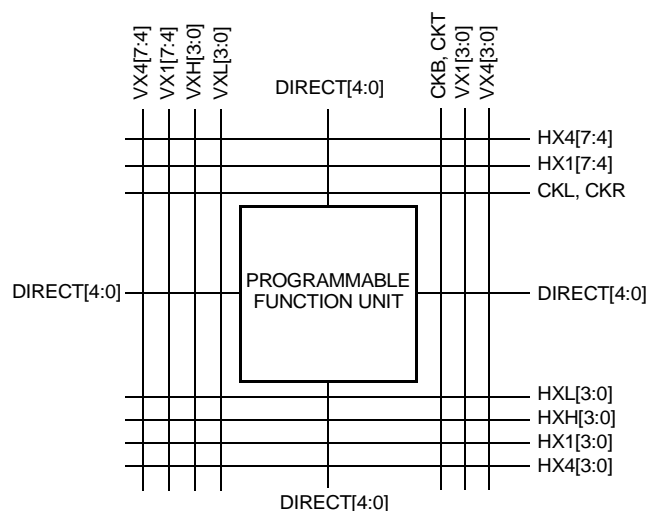 VX4[7:4]
VX1[7:4]
VXH[3:0]
VXL[3:0]
DIRECT[4:0]
CKB, CKT
VX1[3:0]
VX4[3:0]
HX4[7:4]
HX1[7:4]
CKL, CKR
DIRECT[4:0]
PROGRAMMABLE
FUNCTION UNIT
DIRECT[4:0]
HXL[3:0]
HXH[3:0]
HX1[3:0]
HX4[3:0]
DIRECT[4:0]